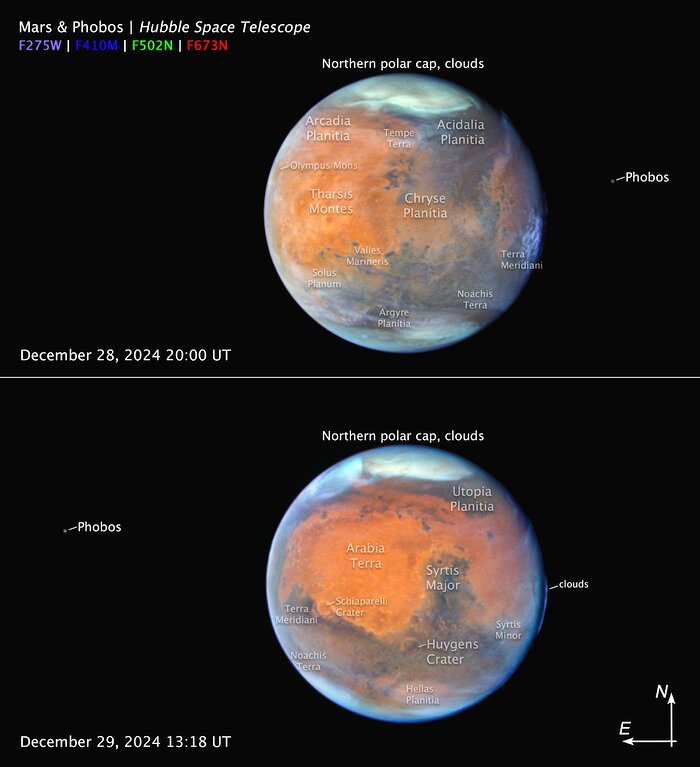 Mars & Phobos | Hubble Space Telescope
F275W | F410M | F502N | F673N
Northern polar cap, clouds
Arcadia
Planitia
Tempe
Terra
Acidalia
Planitia
Olympus Mons
Phobos
Tharsis
Montes
Chryse
Planitia
Valles
Marineris
Terra
Meridiani
Solus
Planum
Noachis
Terra
Argyre
Planitia
December 28, 2024 20:00 UT
Northern polar cap, clouds
Utopia
Planitia
Phobos
Arabia
Terra
Syrtis
Major
clouds
Schiaparelli
Crater
Terra
Meridiani
Syrtis
Minor
Huygens
Crater
Noachis
Terra
Hellas
Planitia
N
E
December 29, 2024 13:18 UT